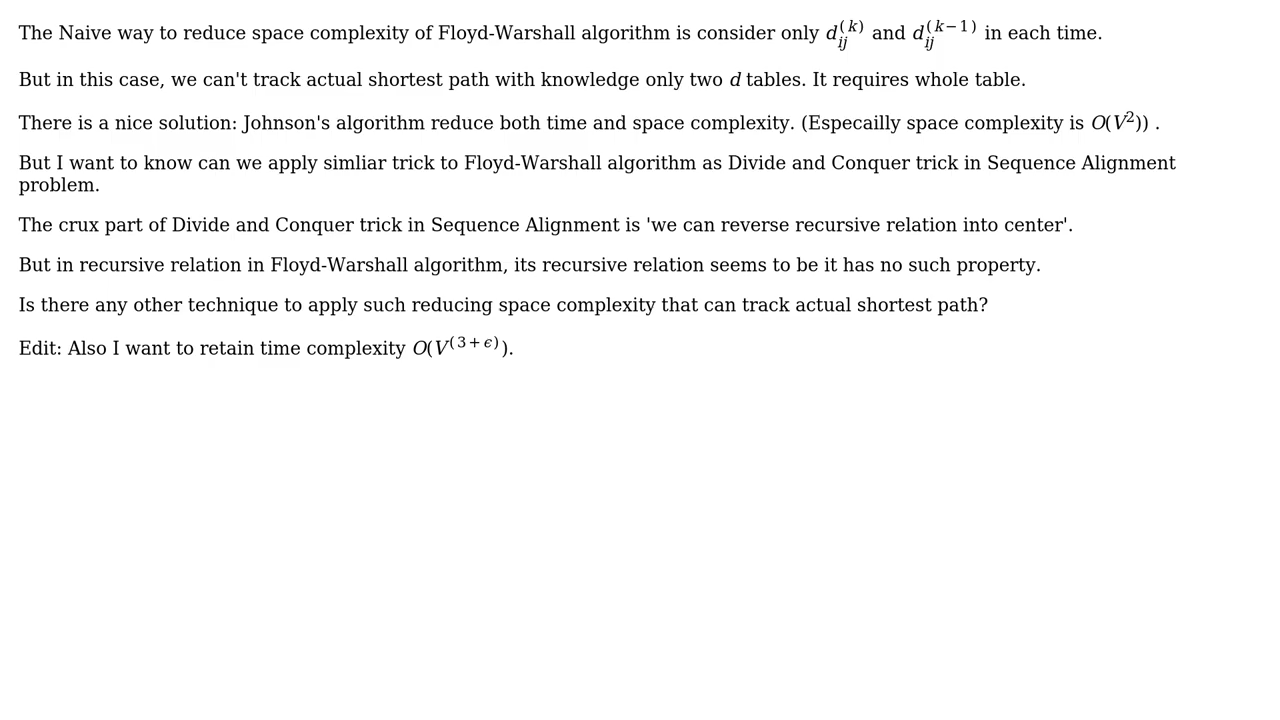 The Naive way to reduce space complexity of Floyd-Warshall algorithm is consider only $d_{ij}^{(k)}$ and $d_{ij}^{(k-1)}$ in each time.
But in this case, we can't track actual shortest path with knowledge only two $d$ tables. It requires whole table.
There is a nice solution: Johnson's algorithm reduce both time and space complexity. (Especailly space complexity is $O(V^2)$) .
But I want to know can we apply simliar trick to Floyd-Warshall algorithm as Divide and Conquer trick in Sequence Alignment
problem.
The crux part of Divide and Conquer trick in Sequence Alignment is 'we can reverse recursive relation into center'.
But in recursive relation in Floyd-Warshall algorithm, its recursive relation seems to be it has no such property.
Is there any other technique to apply such reducing space complexity that can track actual shortest path?
Edit: Also I want to retain time complexity $O(V^{(3+\epsilon)})$.